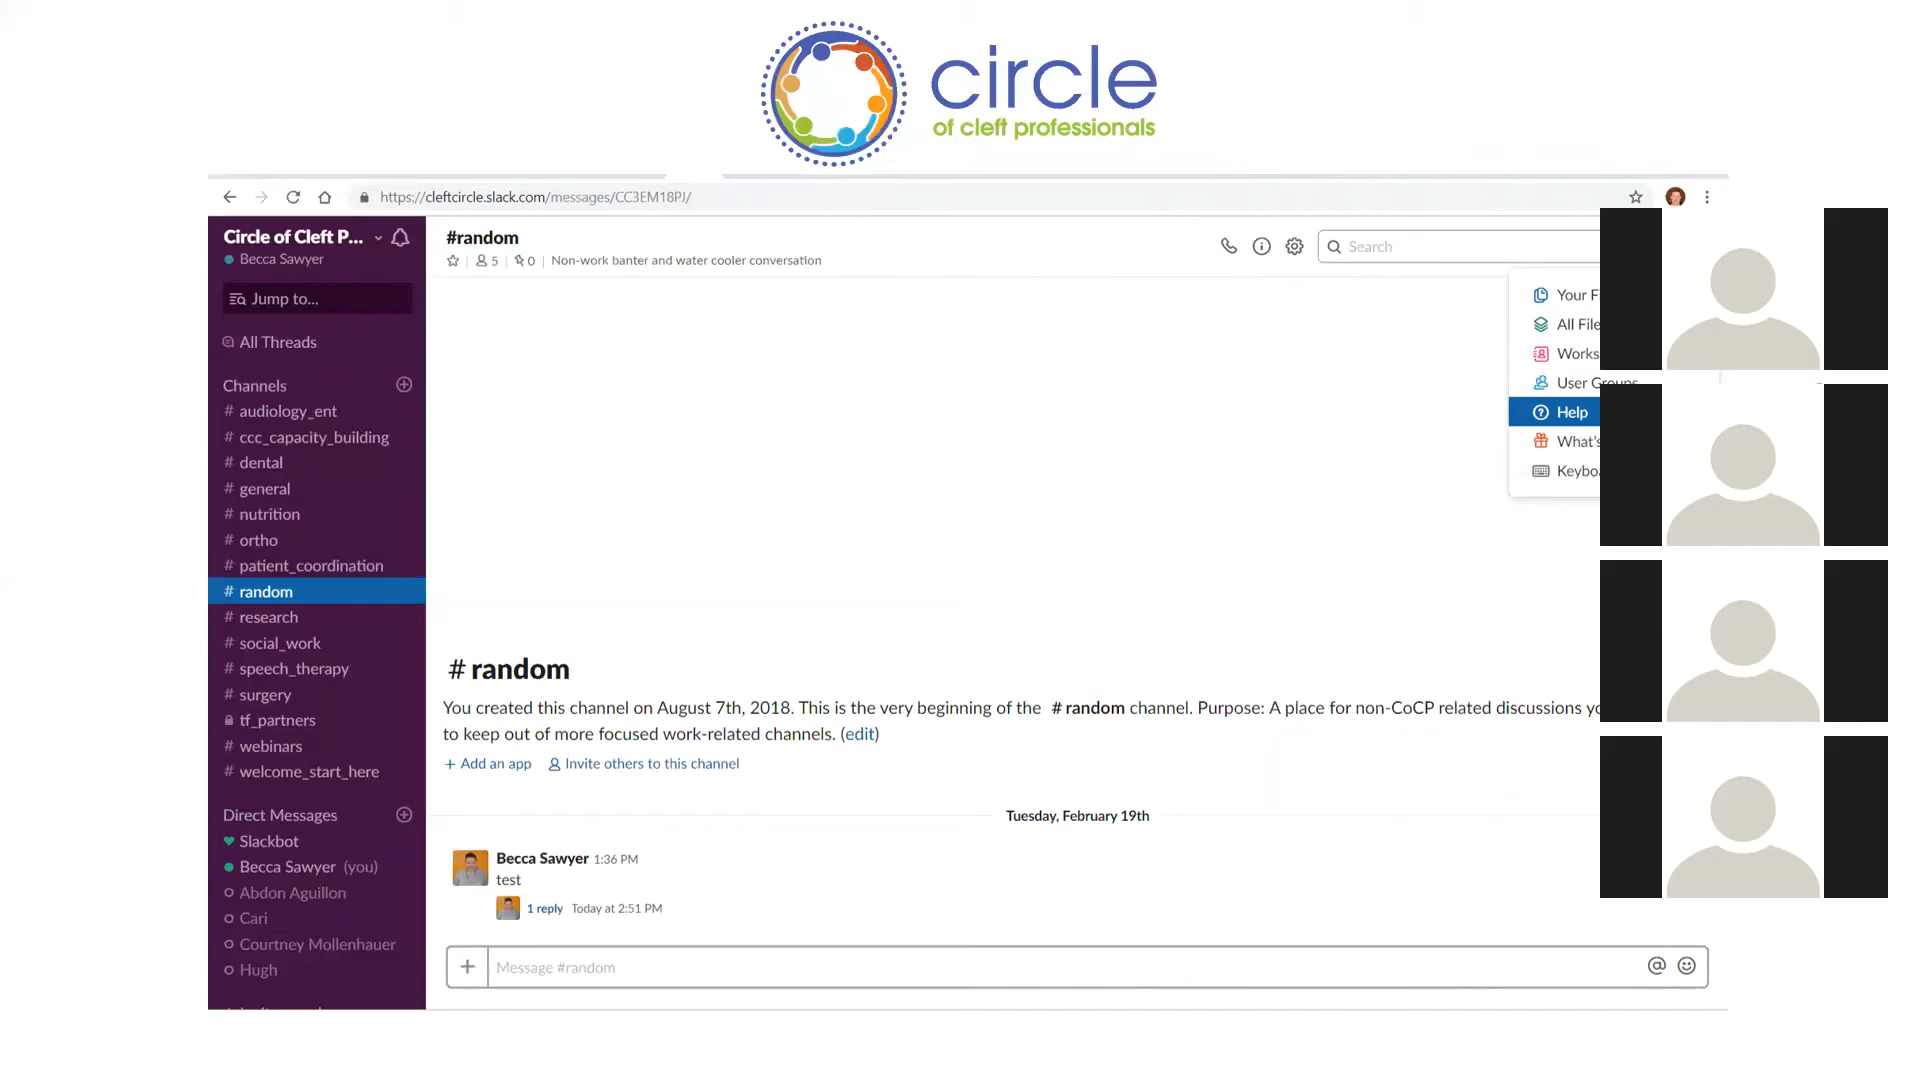 circle
of cleft professionals
https://cleftcircle.slack.com/messages/CC3EM18PJ/
Circle of Cleft P...
Becca Sawyer
Jump to...
All Threads
Channels
# audiology_ent
# ccc_capacity_building
# dental
# general
# nutrition
# ortho
# patient_coordination
# random
# research
# social_work
# speech_therapy
# surgery
tf_partners
# webinars
# welcome_start_here
Direct Messages
Slackbot
Becca Sawyer (you)
Abdon Aguillon
Cari
Courtney Mollenhauer
Hugh
#random
5 | 0 | Non-work banter and water cooler conversation
Search
Your
All
User Groups
Help
What's
# random
You created this channel on August 7th, 2018. This is the very beginning of the # random channel. Purpose: A place for non-CoCP related discussions
to keep out of more focused work-related channels. (edit)
+ Add an app Invite others to this channel
Tuesday, February 19th
Becca Sawyer 1:36 PM
test
1 reply Today at 2:51 PM
Message #random